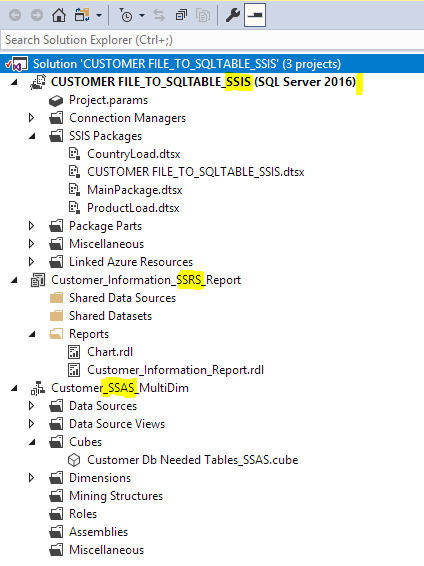 Search Solution Explorer (Ctrl+;)
Solution 'CUSTOMER FILE_TO_SQLTABLE_SSIS' (3 projects)
CUSTOMER FILE_TO_SQLTABLE_SSIS (SQL Server 2016)
Project.params
Connection Managers
SSIS Packages
CountryLoad.dtsx
CUSTOMER FILE_TO_SQLTABLE_SSIS.dtsx
MainPackage.dtsx
ProductLoad.dtsx
Package Parts
Miscellaneous
Linked Azure Resources
Customer_Information_SSRS_Report
Shared Data Sources
Shared Datasets
Reports
Chart.rdl
Customer_Information_Report.rdl
Customer_SSAS_MultiDim
Data Sources
Data Source Views
Cubes
Customer Db Needed Tables_SSAS.cube
Dimensions
Mining Structures
Roles
Assemblies
Miscellaneous